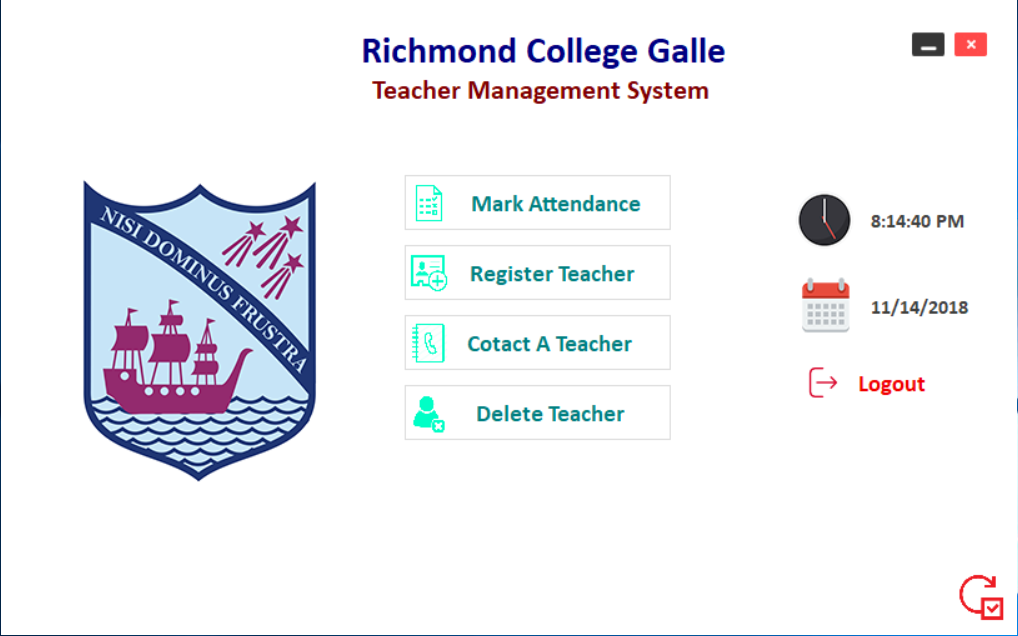 Richmond College Galle
Teacher Management System
NISI DOMINUS FRUSTRA
Mark Attendance
Register Teacher
Cotact A Teacher
Delete Teacher
8:14:40 PM
11/14/2018
Logout